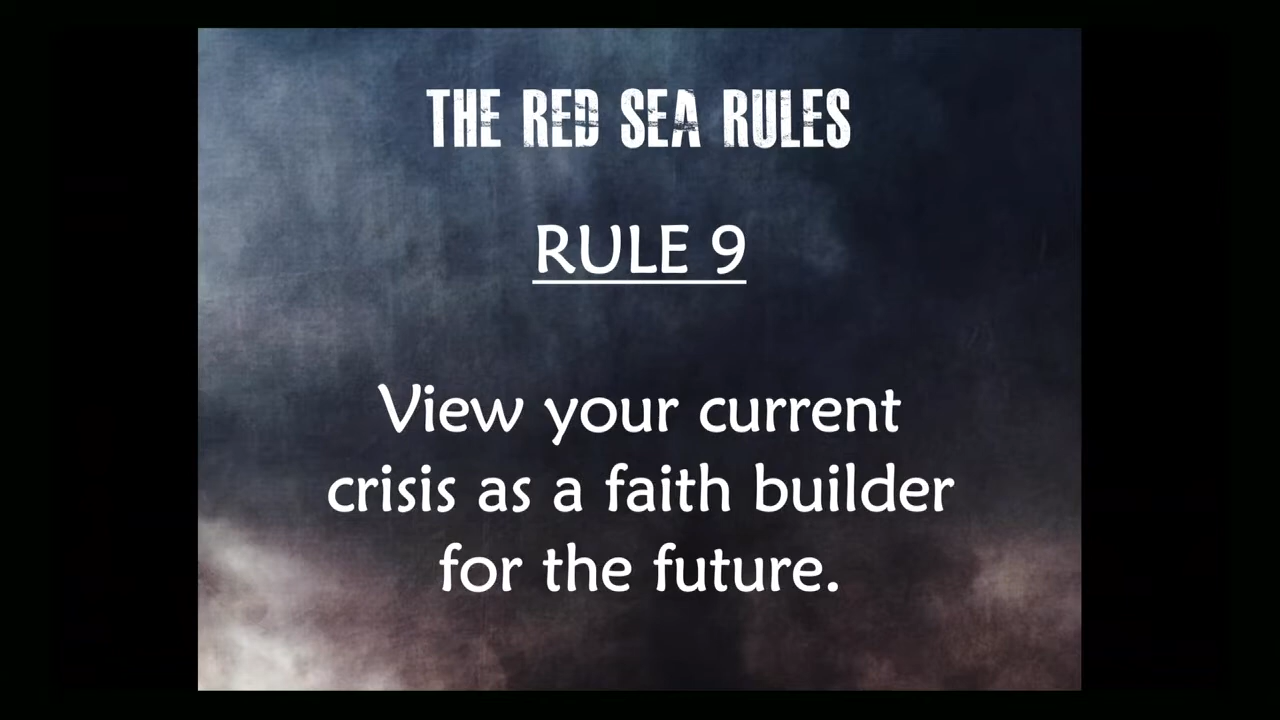 THE RED SEA RULES
RULE 9
View your current
crisis as a faith builder
for the future.